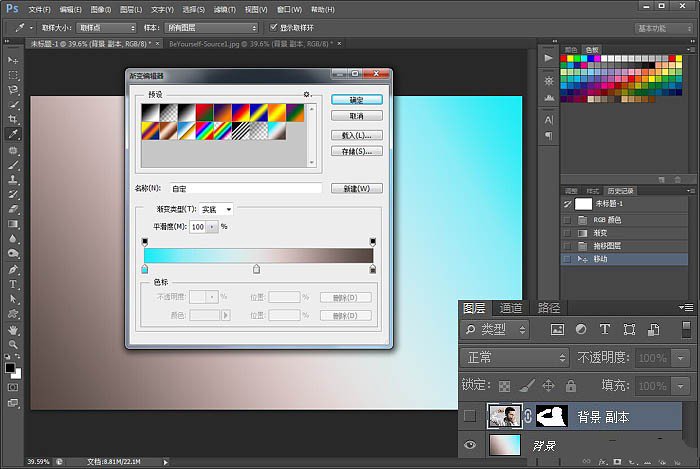 Ps 文件(F) 编辑(E) 图像(I) 图层(L) 文字(Y) 选择(S) 滤镜(T) 视图(V) 窗口(W) 帮助(H)
取样大小: 取样点 样本: 所有图层 显示取样环 基本功能
未标题-1 @ 39.6% (背景 副本, RGB/8) * × BeYourself-Source1.jpg @ 39.6% (RGB/8) * ×
颜色 色板
渐变编辑器
预设
确定
取消
载入(L)...
存储(S)...
名称(N): 自定 新建(W)
渐变类型(T): 实底
平滑度(M): 100 %
色标
不透明度: % 位置: % 删除(D)
颜色: 位置: % 删除(D)
调整 样式 历史记录
未标题-1
RGB 颜色
渐变
拖移图层
移动
图层 通道 路径
类型
正常 不透明度: 100%
锁定: 填充: 100%
背景 副本
背景
39.59% 文档:8.81M/22.1M